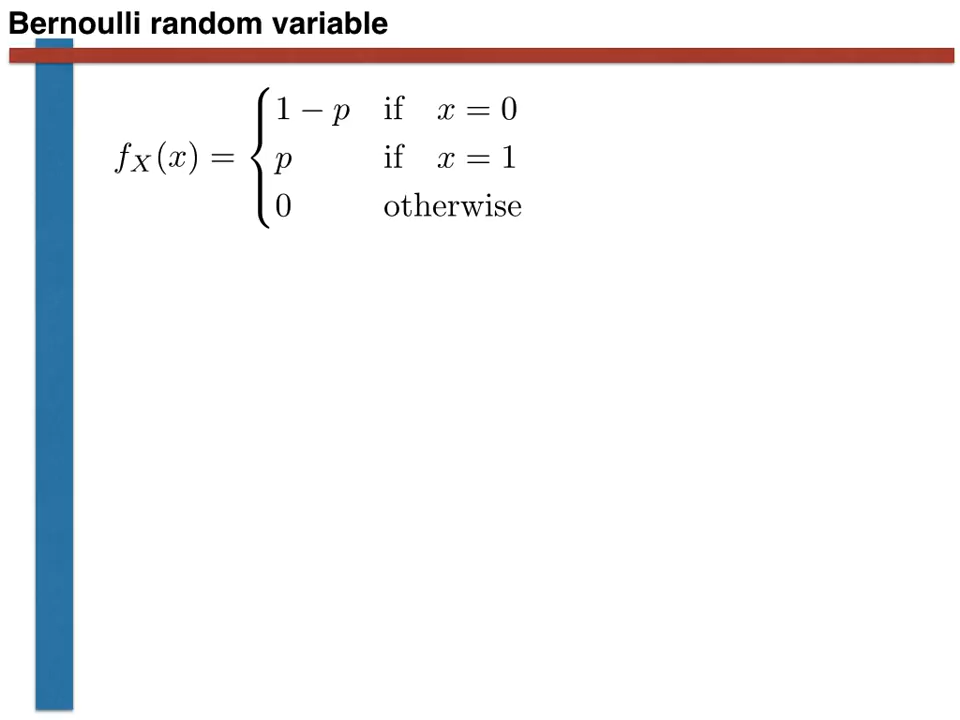 Bernoulli random variable
f_X(x) = { 1 − p if x = 0
p if x = 1
0 otherwise